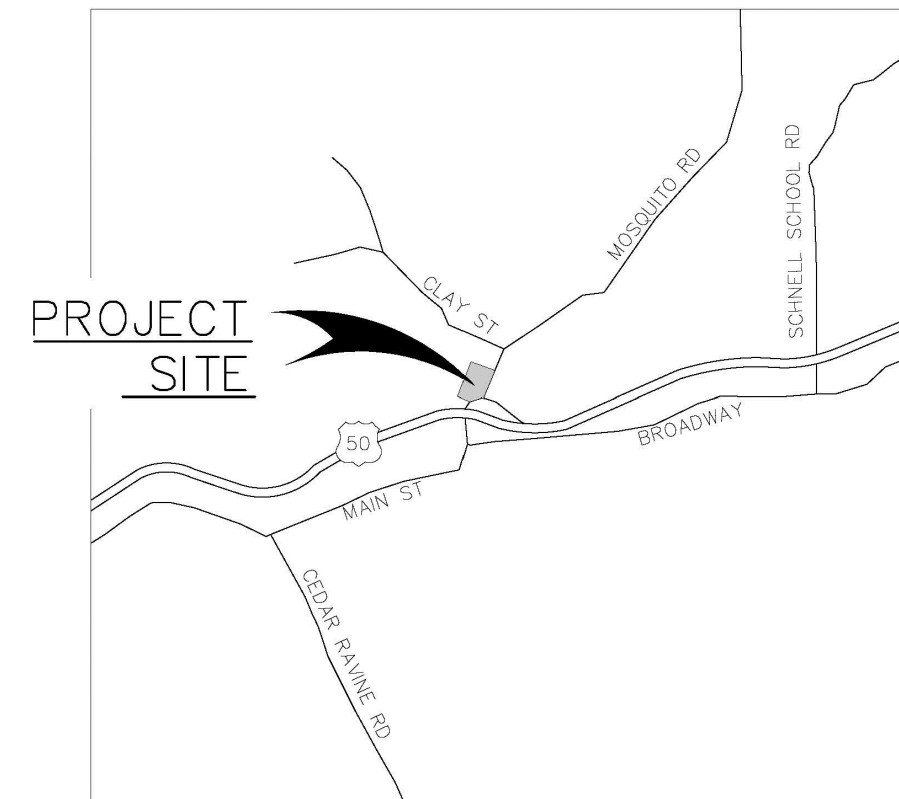 MOSQUITO RD
SCHNELL SCHOOL RD
CLAY ST
PROJECT
SITE
BROADWAY
50
MAIN ST
CEDAR RAVINE RD